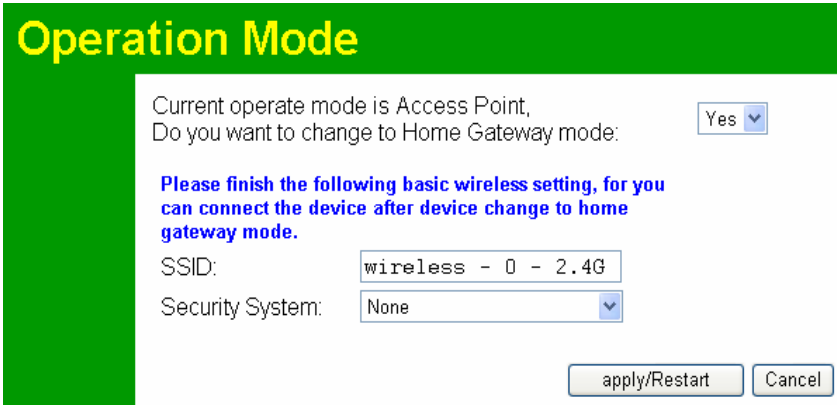 Operation Mode
Current operate mode is Access Point,
Do you want to change to Home Gateway mode: Yes
Please finish the following basic wireless setting, for you
can connect the device after device change to home
gateway mode.
SSID: wireless - 0 - 2.4G
Security System: None
apply/Restart Cancel